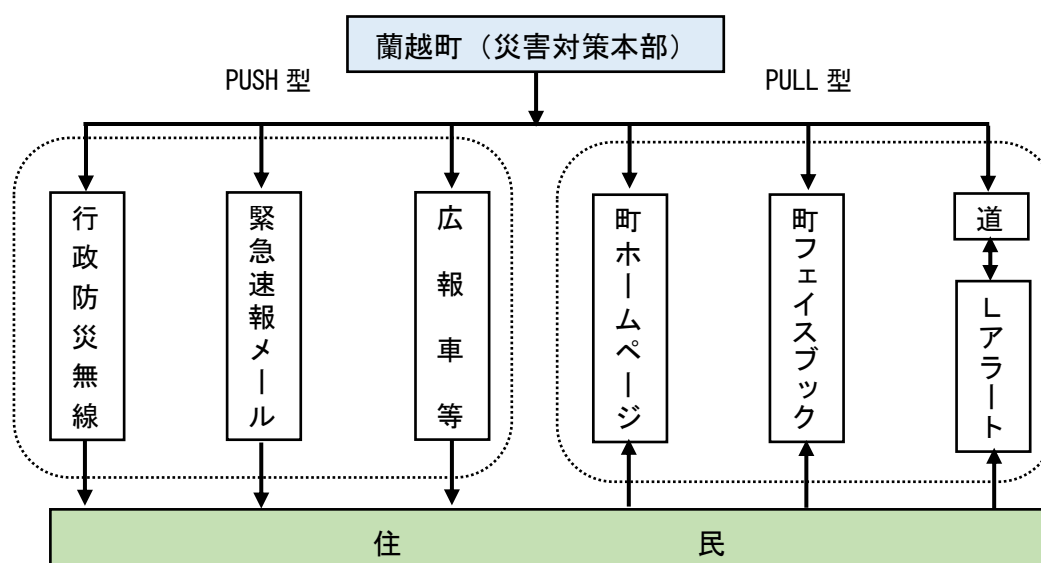 蘭越町（災害対策本部）
PUSH 型
PULL 型
行政防災無線
緊急速報メール
広報車等
町ホームページ
町フェイスブック
道
Lアラート
住民